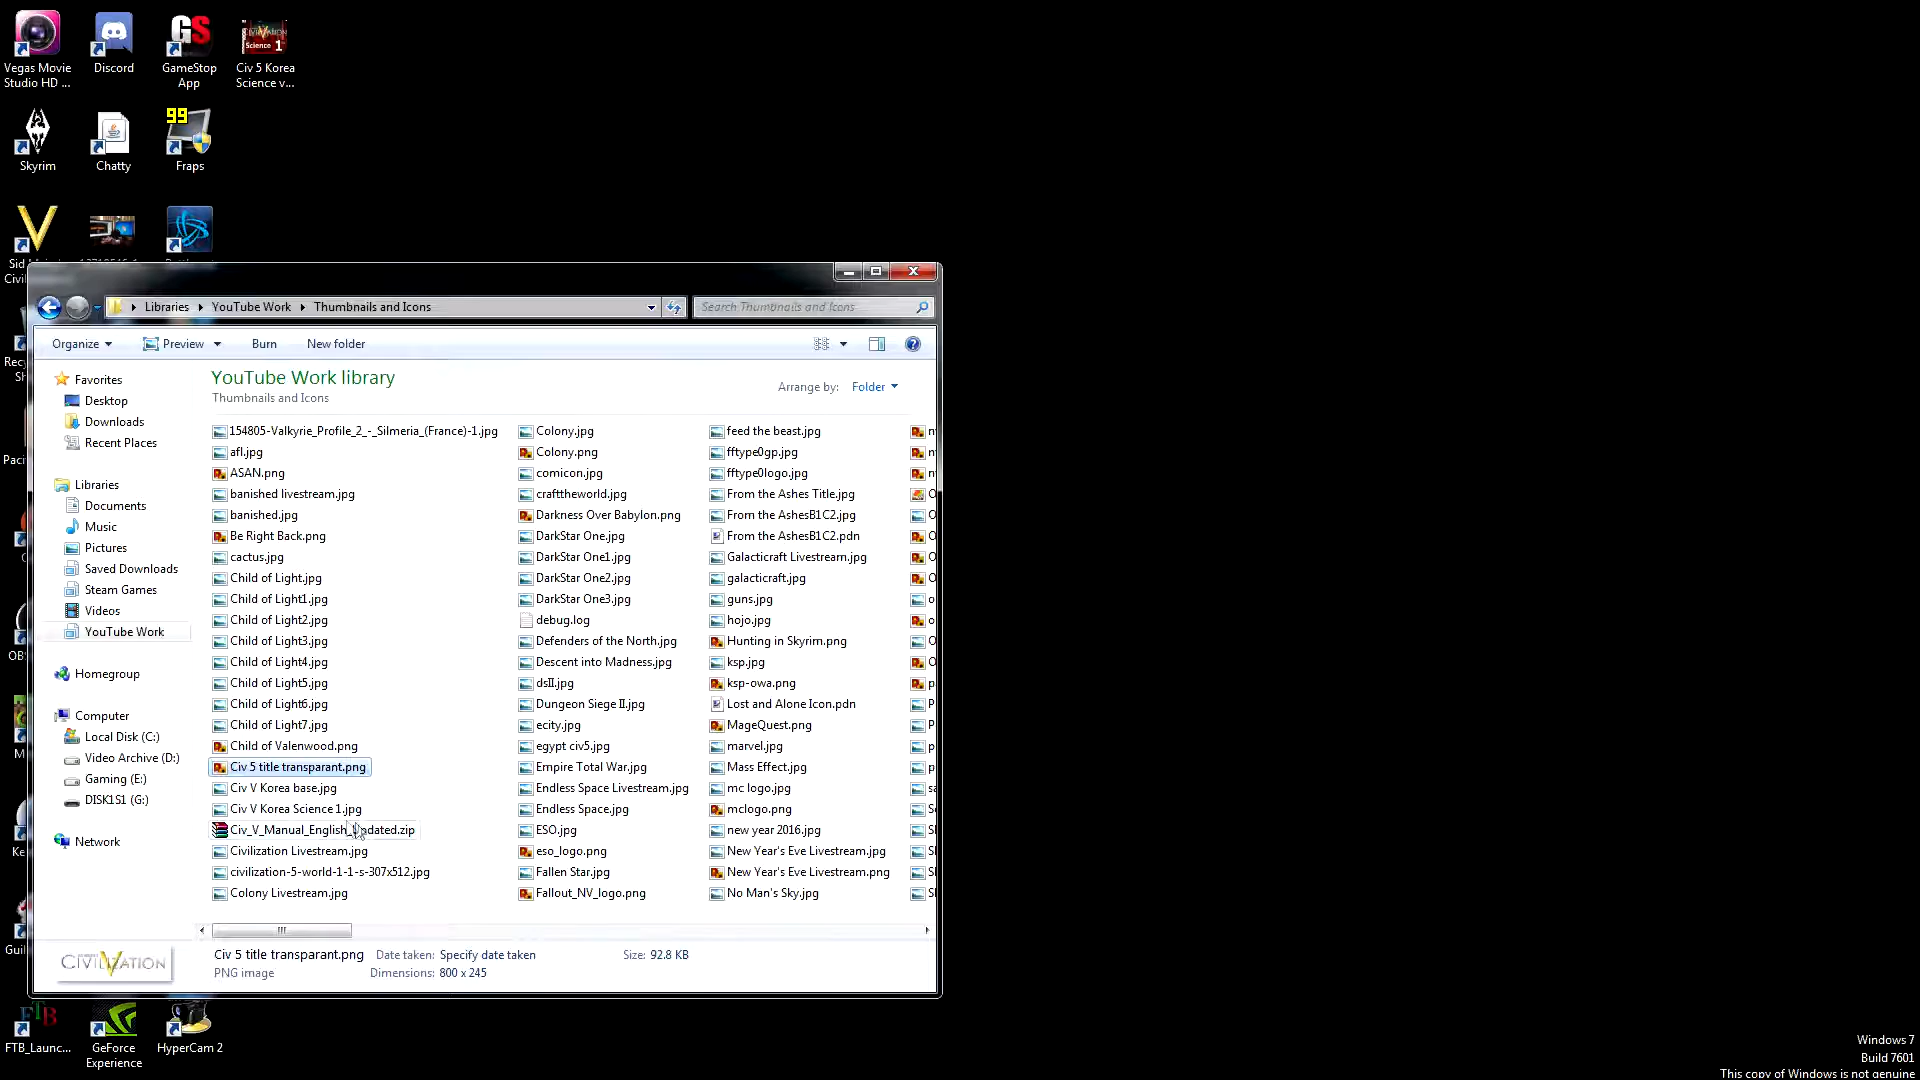 Vegas Movie
Studio HD ...
Discord
GameStop
App
Civ 5 Korea
Science v...
Skyrim
Chatty
99
Fraps
Libraries
YouTube Work
Thumbnails and Icons
Search Thumbnails and Icons
Organize
Preview
Burn
New folder
YouTube Work library
Thumbnails and Icons
Arrange by:
Folder
Favorites
Desktop
Downloads
Recent Places
Libraries
Documents
Music
Pictures
Saved Downloads
Steam Games
Videos
YouTube Work
Homegroup
Computer
Local Disk (C:)
Video Archive (D:)
Gaming (E:)
DISK1S1 (G:)
Network
154805-Valkyrie_Profile_2_-_Silmeria_(France)-1.jpg
afl.jpg
ASAN.png
banished livestream.jpg
banished.jpg
Be Right Back.png
cactus.jpg
Child of Light.jpg
Child of Light1.jpg
Child of Light2.jpg
Child of Light3.jpg
Child of Light4.jpg
Child of Light5.jpg
Child of Light6.jpg
Child of Light7.jpg
Child of Valenwood.png
Civ 5 title transparant.png
Civ V Korea base.jpg
Civ V Korea Science 1.jpg
Civ_V_Manual_English_Updated.zip
Civilization Livestream.jpg
civilization-5-world-1-1-s-307x512.jpg
Colony Livestream.jpg
Colony.jpg
Colony.png
comicon.jpg
crafttheworld.jpg
Darkness Over Babylon.png
DarkStar One.jpg
DarkStar One1.jpg
DarkStar One2.jpg
DarkStar One3.jpg
debug.log
Defenders of the North.jpg
Descent into Madness.jpg
dsII.jpg
Dungeon Siege II.jpg
ecity.jpg
egypt civ5.jpg
Empire Total War.jpg
Endless Space Livestream.jpg
Endless Space.jpg
ESO.jpg
eso_logo.png
Fallen Star.jpg
Fallout_NV_logo.png
feed the beast.jpg
fftype0gp.jpg
fftype0logo.jpg
From the Ashes Title.jpg
From the AshesB1C2.jpg
From the AshesB1C2.pdn
Galacticraft Livestream.jpg
galacticraft.jpg
guns.jpg
hojo.jpg
Hunting in Skyrim.png
ksp.jpg
ksp-owa.png
Lost and Alone Icon.pdn
MageQuest.png
marvel.jpg
Mass Effect.jpg
mc logo.jpg
mclogo.png
new year 2016.jpg
New Year's Eve Livestream.jpg
New Year's Eve Livestream.png
No Man's Sky.jpg
CIVILIZATION
Civ 5 title transparant.png
Date taken: Specify date taken
Size: 92.8 KB
PNG image
Dimensions: 800 x 245
FTB_Launc...
GeForce
Experience
HyperCam 2
Windows 7
Build 7601
This copy of Windows is not genuine